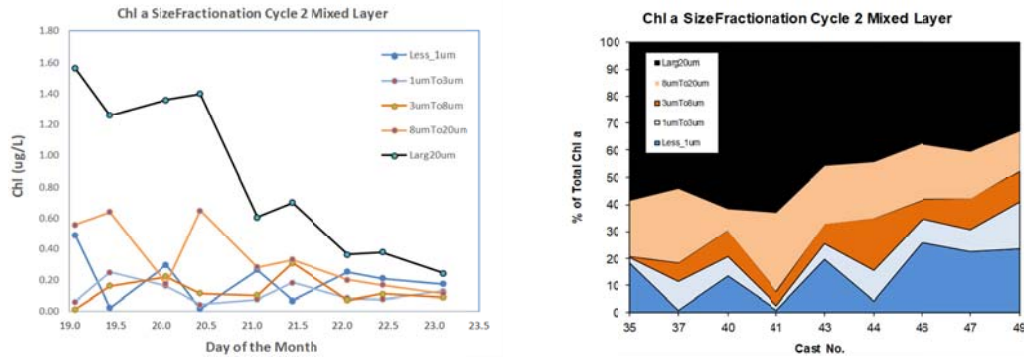 Chl a SizeFractionation Cycle 2 Mixed Layer
1.80
1.60
1.40
1.20
1.00
0.80
0.60
0.40
0.20
0.00
Chl (ug/L)
Less_1um
1umTo3um
3umTo8um
8umTo20um
Larg20um
19.0 19.5 20.0 20.5 21.0 21.5 22.0 22.5 23.0 23.5
Day of the Month
Chl a SizeFractionation Cycle 2 Mixed Layer
100
90
80
70
60
50
40
30
20
10
0
% of Total Chl a
Larg20um
8umTo20um
3umTo8um
1umTo3um
Less_1um
35 37 40 41 43 44 45 47 49
Cast No.